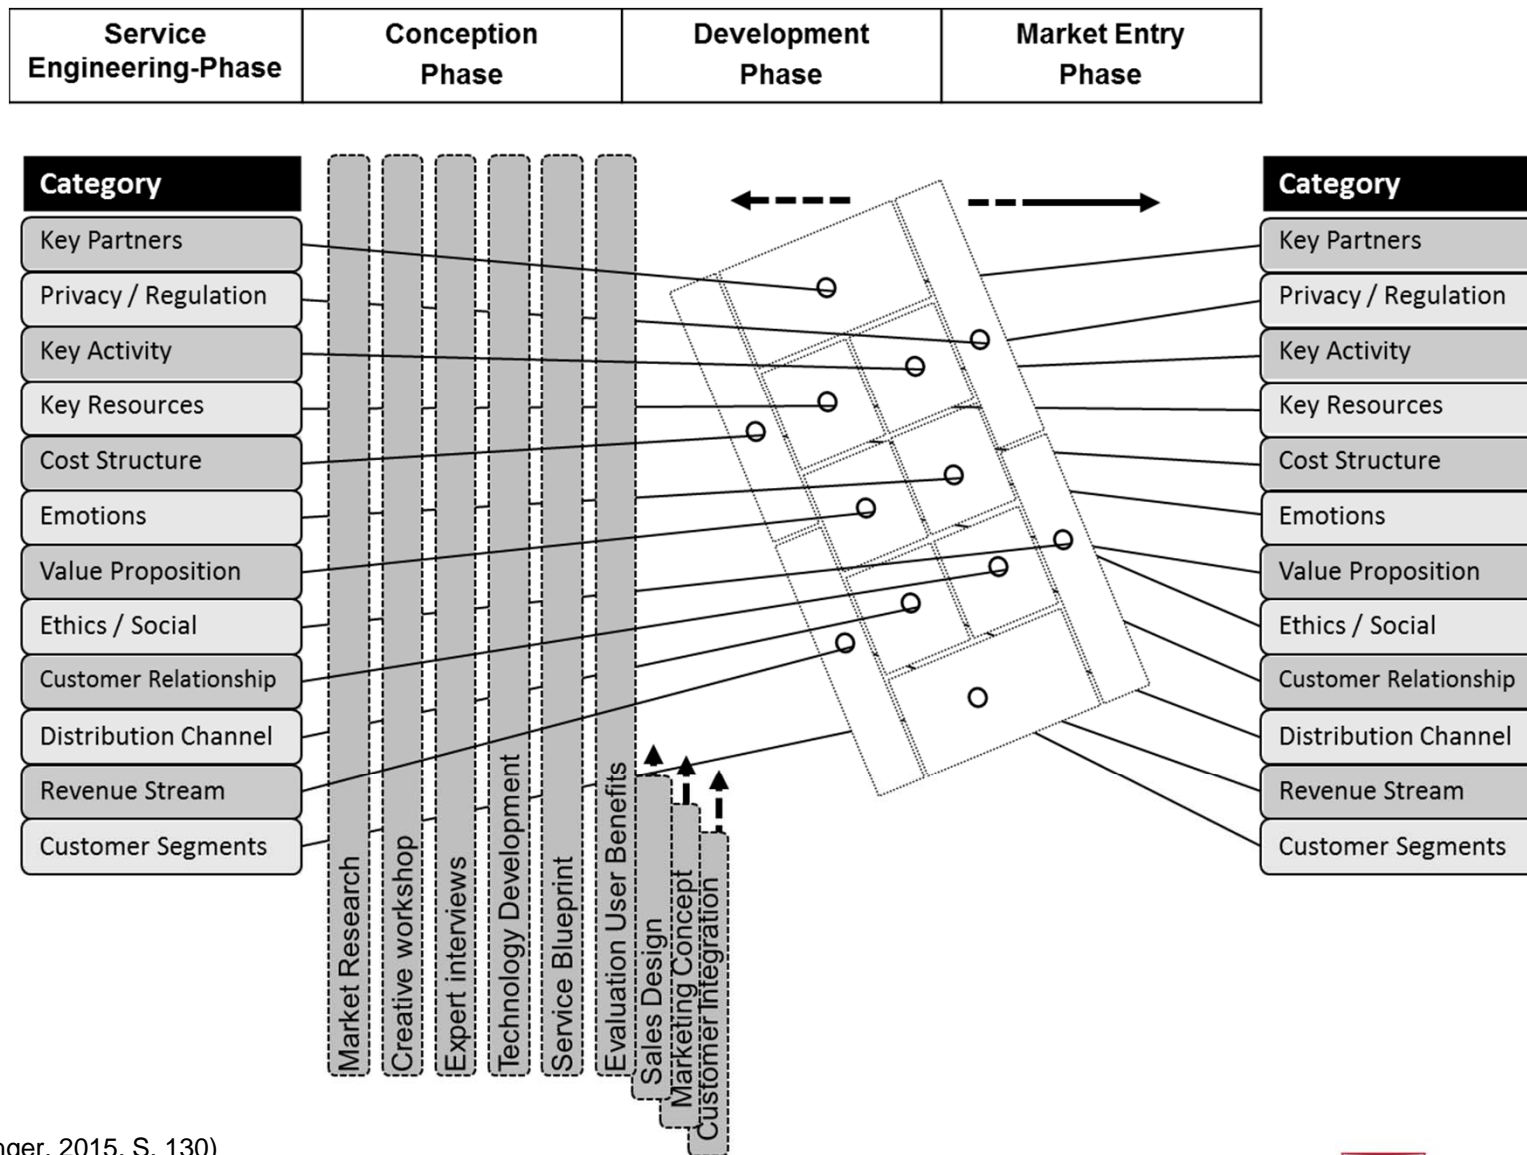 Service
Engineering-Phase
Conception
Phase
Development
Phase
Market Entry
Phase
Category
Key Partners
Privacy / Regulation
Key Activity
Key Resources
Cost Structure
Emotions
Value Proposition
Ethics / Social
Customer Relationship
Distribution Channel
Revenue Stream
Customer Segments
Market Research
Creative workshop
Expert interviews
Technology Development
Service Blueprint
Evaluation User Benefits
Sales Design
Marketing Concept
Customer Integration
Category
Key Partners
Privacy / Regulation
Key Activity
Key Resources
Cost Structure
Emotions
Value Proposition
Ethics / Social
Customer Relationship
Distribution Channel
Revenue Stream
Customer Segments
2015, S. 130)